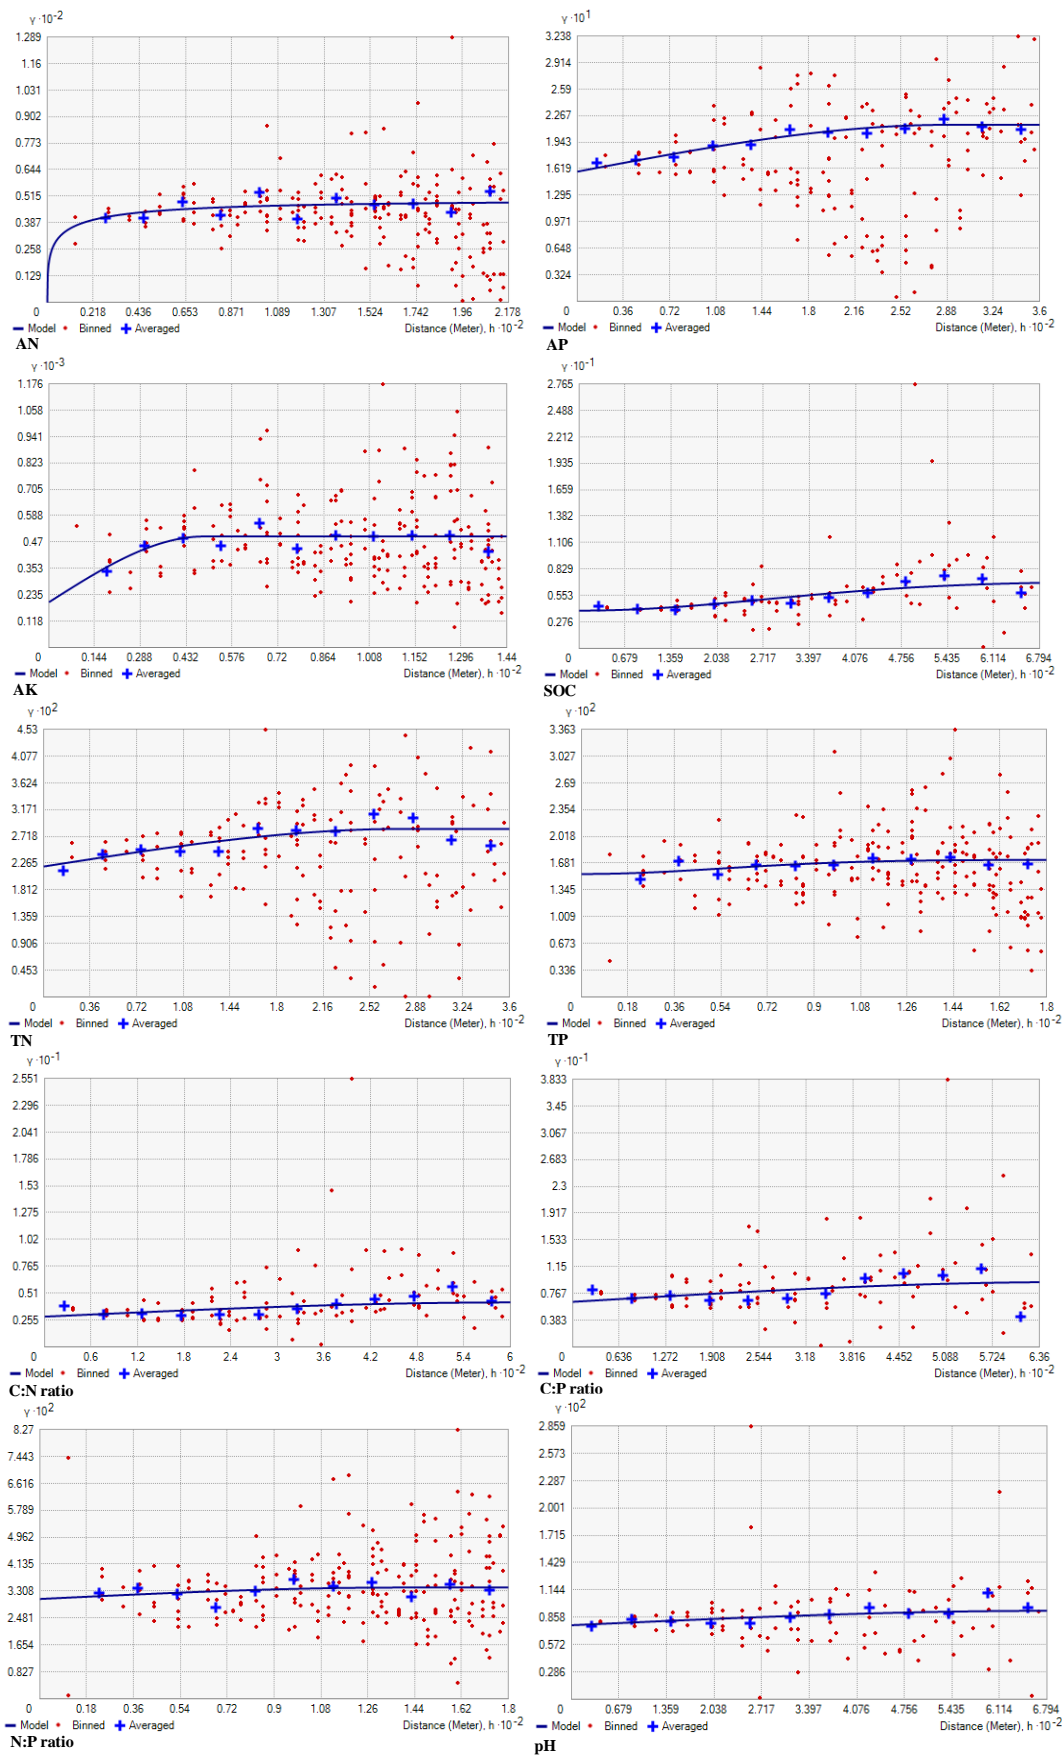 γ·10⁻²
1.289
1.16
1.031
0.902
0.773
0.644
0.515
0.387
0.258
0.129
0 0.218 0.436 0.653 0.871 1.089 1.307 1.524 1.742 1.96 2.178
Model Binned Averaged Distance (Meter), h·10⁻²
AN
γ·10¹
3.238
2.914
2.59
2.267
1.943
1.619
1.295
0.971
0.648
0.324
0 0.36 0.72 1.08 1.44 1.8 2.16 2.52 2.88 3.24 3.6
Model Binned Averaged Distance (Meter), h·10⁻²
AP
γ·10⁻³
1.176
1.058
0.941
0.823
0.705
0.588
0.47
0.353
0.235
0.118
0 0.144 0.288 0.432 0.576 0.72 0.864 1.008 1.152 1.296 1.44
Model Binned Averaged Distance (Meter), h·10⁻²
AK
γ·10⁻¹
2.765
2.488
2.212
1.935
1.659
1.382
1.106
0.829
0.553
0.276
0 0.679 1.359 2.038 2.717 3.397 4.076 4.756 5.435 6.114 6.794
Model Binned Averaged Distance (Meter), h·10⁻²
SOC
γ·10²
4.53
4.077
3.624
3.171
2.718
2.265
1.812
1.359
0.906
0.453
0 0.36 0.72 1.08 1.44 1.8 2.16 2.52 2.88 3.24 3.6
Model Binned Averaged Distance (Meter), h·10⁻²
TN
γ·10²
3.363
3.027
2.69
2.354
2.018
1.681
1.345
1.009
0.673
0.336
0 0.18 0.36 0.54 0.72 0.9 1.08 1.26 1.44 1.62 1.8
Model Binned Averaged Distance (Meter), h·10⁻²
TP
γ·10⁻¹
2.551
2.296
2.041
1.786
1.53
1.275
1.02
0.765
0.51
0.255
0 0.6 1.2 1.8 2.4 3 3.6 4.2 4.8 5.4 6
Model Binned Averaged Distance (Meter), h·10⁻²
C:N ratio
γ·10⁻¹
3.833
3.45
3.067
2.683
2.3
1.917
1.533
1.15
0.767
0.383
0 0.636 1.272 1.908 2.544 3.18 3.816 4.452 5.088 5.724 6.36
Model Binned Averaged Distance (Meter), h·10⁻²
C:P ratio
γ·10²
8.27
7.443
6.616
5.789
4.962
4.135
3.308
2.481
1.654
0.827
0 0.18 0.36 0.54 0.72 0.9 1.08 1.26 1.44 1.62 1.8
Model Binned Averaged Distance (Meter), h·10⁻²
N:P ratio
γ·10²
2.859
2.573
2.287
2.001
1.715
1.429
1.144
0.858
0.572
0.286
0 0.679 1.359 2.038 2.717 3.397 4.076 4.756 5.435 6.114 6.794
Model Binned Averaged Distance (Meter), h·10⁻²
pH